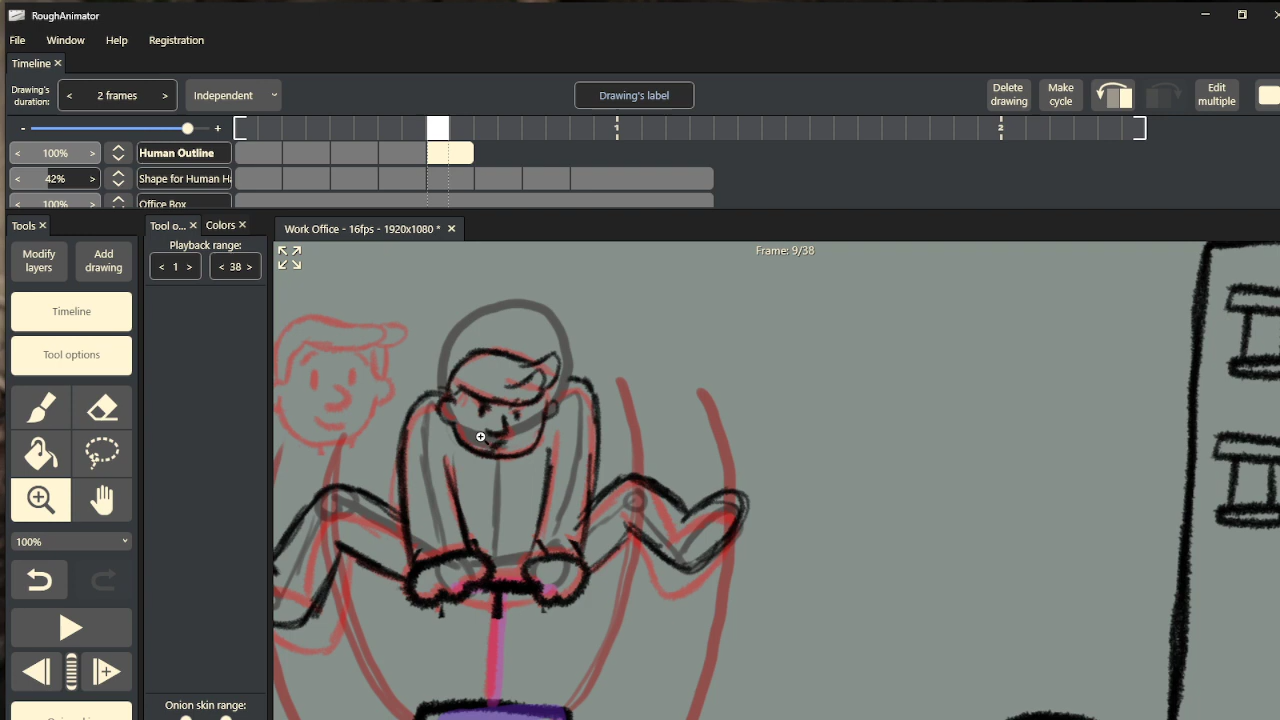 RoughAnimator
File Window Help Registration
Timeline
Drawing's duration:
< 2 frames >
Independent
Drawing's label
Delete drawing
Make cycle
Edit multiple
- +
1
2
< 100% > Human Outline
< 42% > Shape for Human H
< 100% > Office Box
Tools
Tool o...
Colors
Work Office - 16fps - 1920x1080 *
Modify layers
Add drawing
Playback range:
< 1 > < 38 >
Frame: 9/38
Timeline
Tool options
100%
Onion skin range: